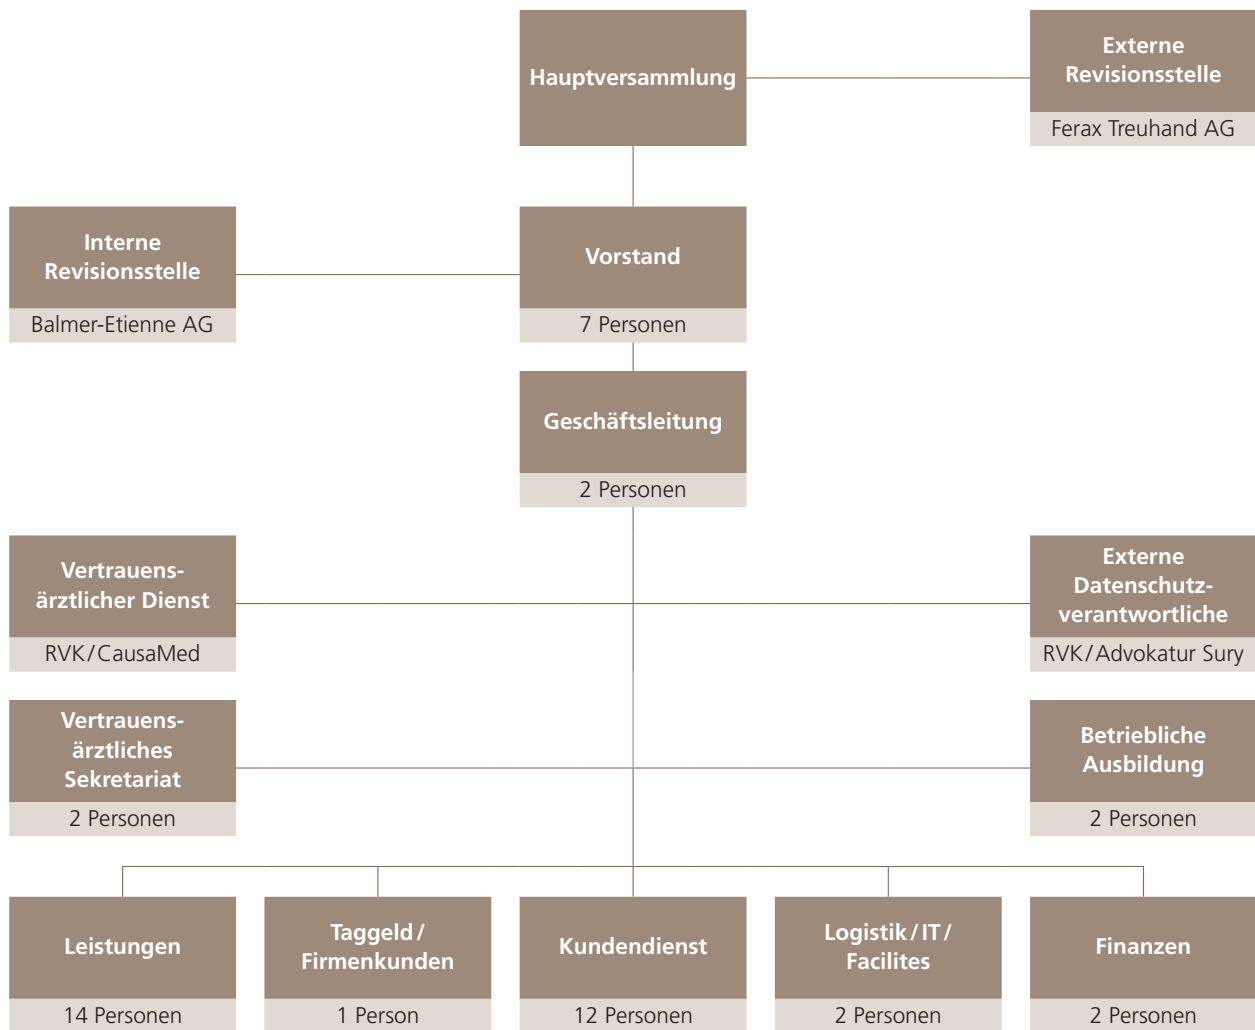 Hauptversammlung
Externe
Revisionsstelle
Ferax Treuhand AG
Interne
Revisionsstelle
Balmer-Etienne AG
Vorstand
7 Personen
Geschäftsleitung
2 Personen
Vertrauens-
ärztlicher Dienst
RVK/CausaMed
Externe
Datenschutz-
verantwortliche
RVK/Advokatur Sury
Vertrauens-
ärztliches
Sekretariat
2 Personen
Betriebliche
Ausbildung
2 Personen
Leistungen
14 Personen
Taggeld/
Firmenkunden
1 Person
Kundendienst
12 Personen
Logistik/IT/
Facilites
2 Personen
Finanzen
2 Personen